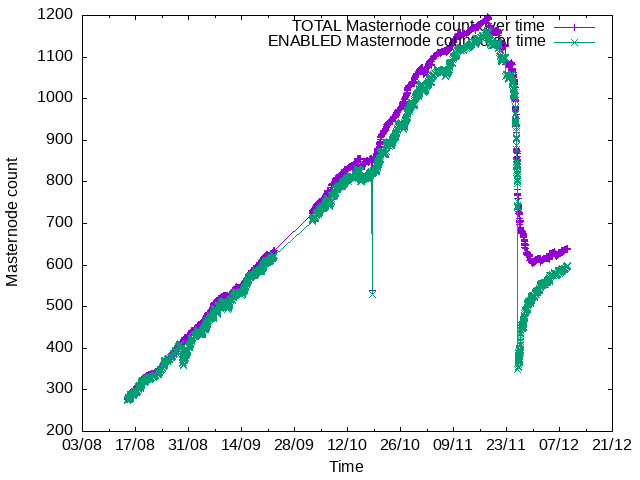 TOTAL Masternode count over time
ENABLED Masternode count over time
1200
1100
1000
900
800
700
600
500
400
300
200
Masternode count
03/08 17/08 31/08 14/09 28/09 12/10 26/10 09/11 23/11 07/12 21/12
Time